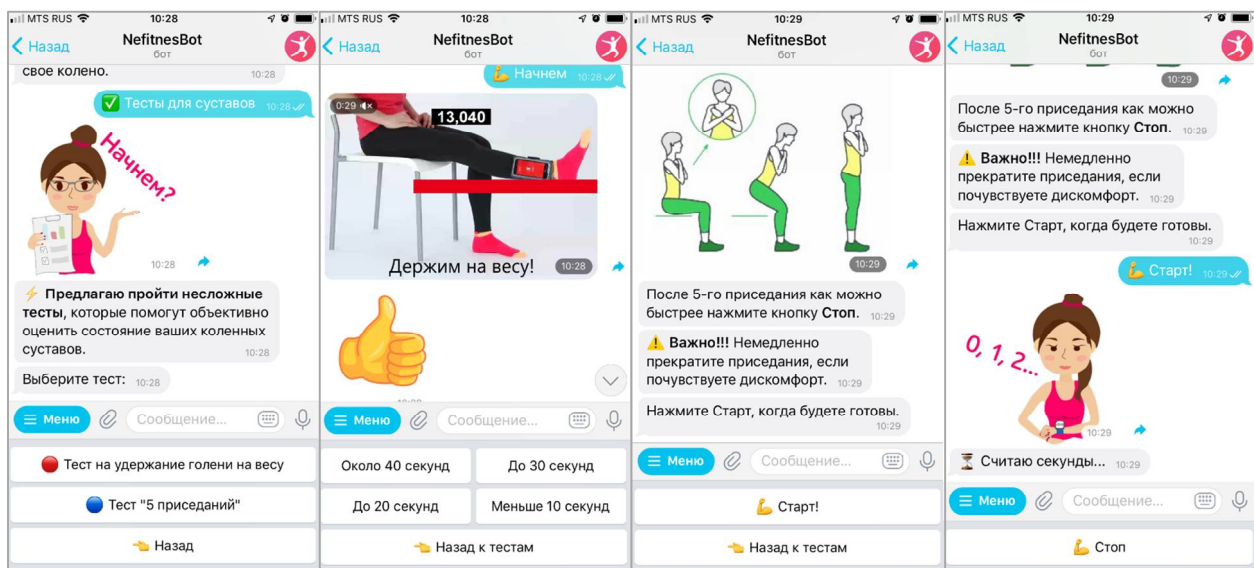 MTS RUS 10:28
Назад
NefitnesBot
бот
свое колено.
10:28
✅ Тесты для суставов 10:28
Начнем?
10:28
⚡ Предлагаю пройти несложные
тесты, которые помогут объективно
оценить состояние ваших коленных
суставов.
10:28
Выберите тест: 10:28
Меню
Сообщение...
🔴 Тест на удержание голени на весу
🔵 Тест "5 приседаний"
👈 Назад
MTS RUS 10:28
Назад
NefitnesBot
бот
💪 Начнем 10:28
0:29
13,040
Держим на весу!
10:28
Меню
Сообщение...
Около 40 секунд
До 30 секунд
До 20 секунд
Меньше 10 секунд
👈 Назад к тестам
MTS RUS 10:29
Назад
NefitnesBot
бот
10:29
После 5-го приседания как можно
быстрее нажмите кнопку Стоп. 10:29
⚠️ Важно!!! Немедленно
прекратите приседания, если
почувствуете дискомфорт. 10:29
Нажмите Старт, когда будете готовы.
10:29
Меню
Сообщение...
💪 Старт!
👈 Назад к тестам
MTS RUS 10:29
Назад
NefitnesBot
бот
10:29
После 5-го приседания как можно
быстрее нажмите кнопку Стоп. 10:29
⚠️ Важно!!! Немедленно
прекратите приседания, если
почувствуете дискомфорт. 10:29
Нажмите Старт, когда будете готовы.
10:29
💪 Старт! 10:29
0, 1, 2...
10:29
⏳ Считаю секунды... 10:29
Меню
Сообщение...
💪 Стоп